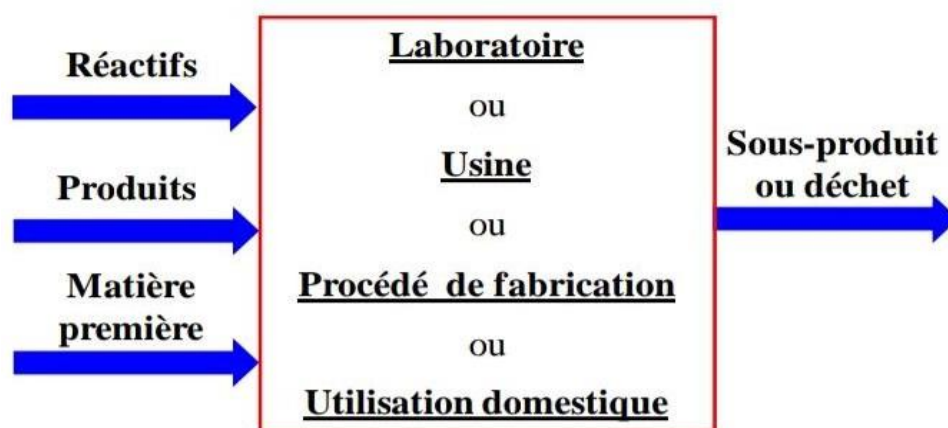 Réactifs
Produits
Matière
première
Laboratoire
ou
Usine
ou
Procédé de fabrication
ou
Utilisation domestique
Sous-produit
ou déchet